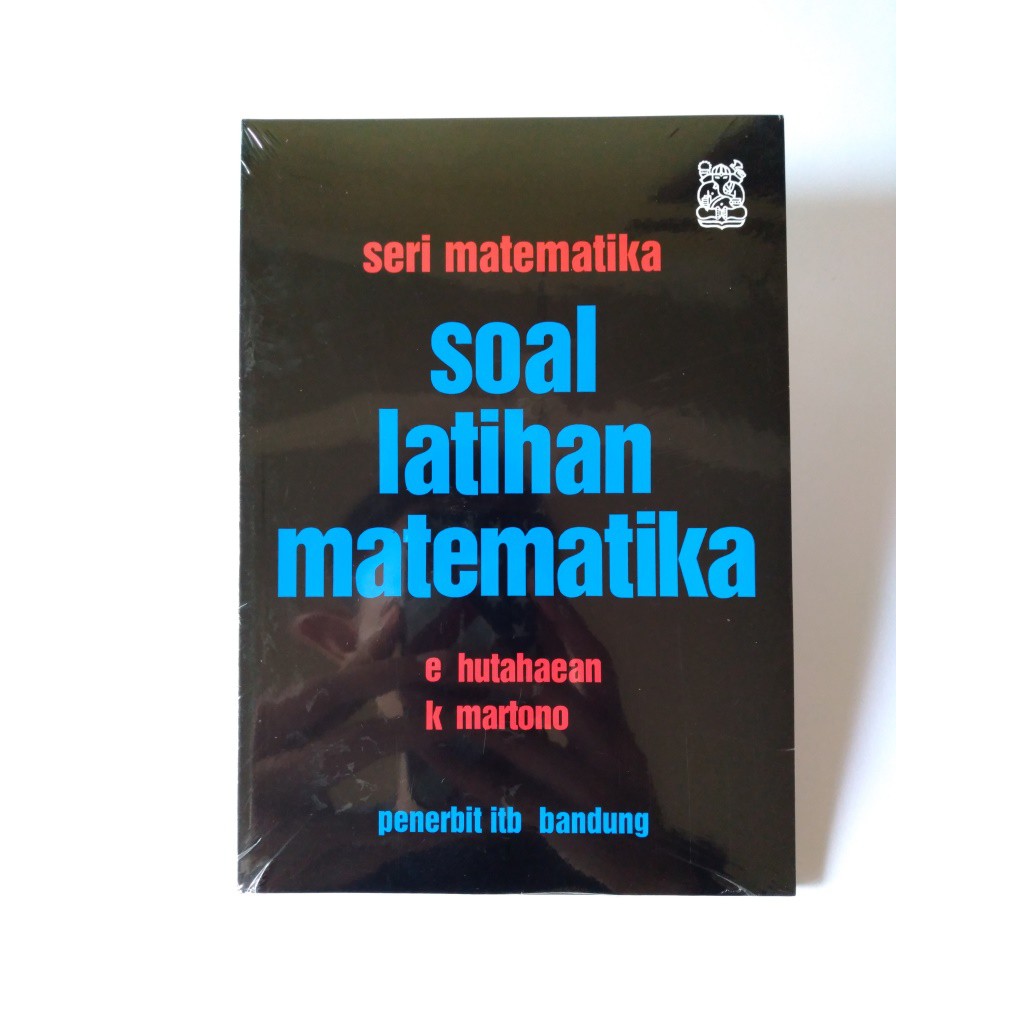 seri matematika
soal
latihan
matematika
e hutahaean
k martono
penerbit itb bandung